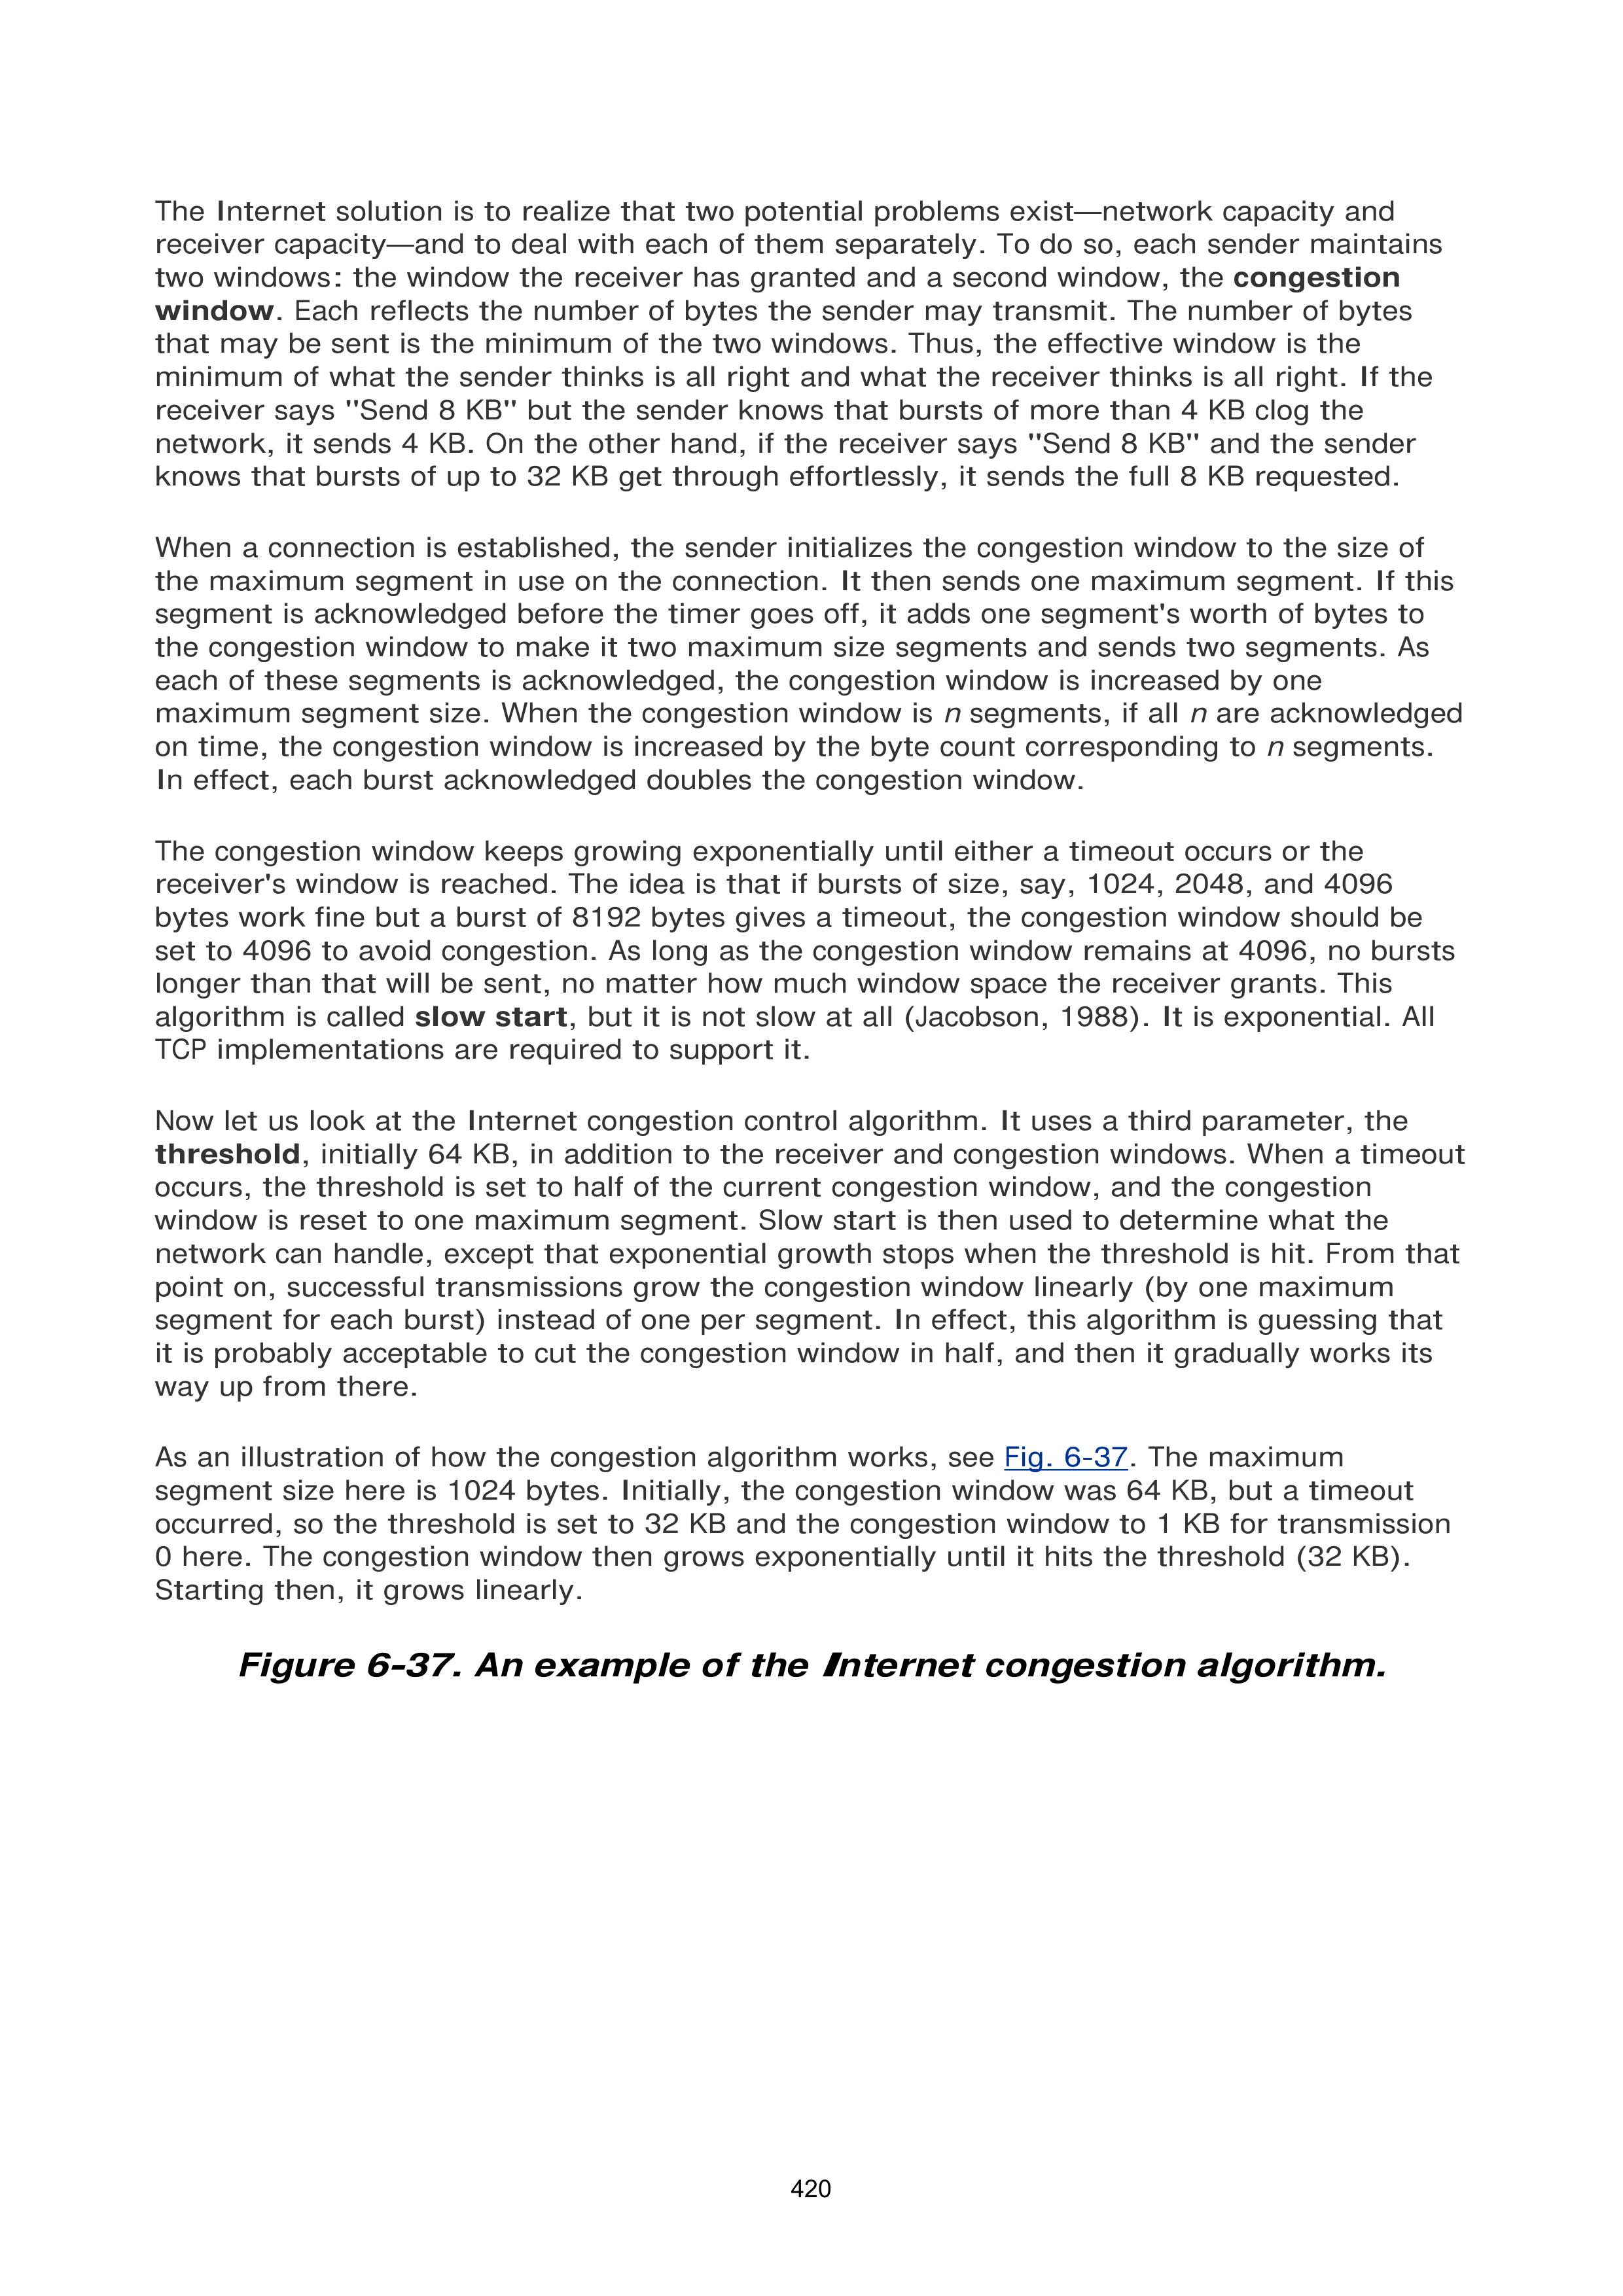 The Internet solution is to realize that two potential problems exist—network capacity and
receiver capacity—and to deal with each of them separately. To do so, each sender maintains
two windows: the window the receiver has granted and a second window, the congestion
window. Each reflects the number of bytes the sender may transmit. The number of bytes
that may be sent is the minimum of the two windows. Thus, the effective window is the
minimum of what the sender thinks is all right and what the receiver thinks is all right. If the
receiver says ''Send 8 KB'' but the sender knows that bursts of more than 4 KB clog the
network, it sends 4 KB. On the other hand, if the receiver says ''Send 8 KB'' and the sender
knows that bursts of up to 32 KB get through effortlessly, it sends the full 8 KB requested.
When a connection is established, the sender initializes the congestion window to the size of
the maximum segment in use on the connection. It then sends one maximum segment. If this
segment is acknowledged before the timer goes off, it adds one segment's worth of bytes to
the congestion window to make it two maximum size segments and sends two segments. As
each of these segments is acknowledged, the congestion window is increased by one
maximum segment size. When the congestion window is n segments, if all n are acknowledged
on time, the congestion window is increased by the byte count corresponding to n segments.
In effect, each burst acknowledged doubles the congestion window.
The congestion window keeps growing exponentially until either a timeout occurs or the
receiver's window is reached. The idea is that if bursts of size, say, 1024, 2048, and 4096
bytes work fine but a burst of 8192 bytes gives a timeout, the congestion window should be
set to 4096 to avoid congestion. As long as the congestion window remains at 4096, no bursts
longer than that will be sent, no matter how much window space the receiver grants. This
algorithm is called slow start, but it is not slow at all (Jacobson, 1988). It is exponential. All
TCP implementations are required to support it.
Now let us look at the Internet congestion control algorithm. It uses a third parameter, the
threshold, initially 64 KB, in addition to the receiver and congestion windows. When a timeout
occurs, the threshold is set to half of the current congestion window, and the congestion
window is reset to one maximum segment. Slow start is then used to determine what the
network can handle, except that exponential growth stops when the threshold is hit. From that
point on, successful transmissions grow the congestion window linearly (by one maximum
segment for each burst) instead of one per segment. In effect, this algorithm is guessing that
it is probably acceptable to cut the congestion window in half, and then it gradually works its
way up from there.
As an illustration of how the congestion algorithm works, see Fig. 6-37. The maximum
segment size here is 1024 bytes. Initially, the congestion window was 64 KB, but a timeout
occurred, so the threshold is set to 32 KB and the congestion window to 1 KB for transmission
0 here. The congestion window then grows exponentially until it hits the threshold (32 KB).
Starting then, it grows linearly.
Figure 6-37. An example of the Internet congestion algorithm.
420